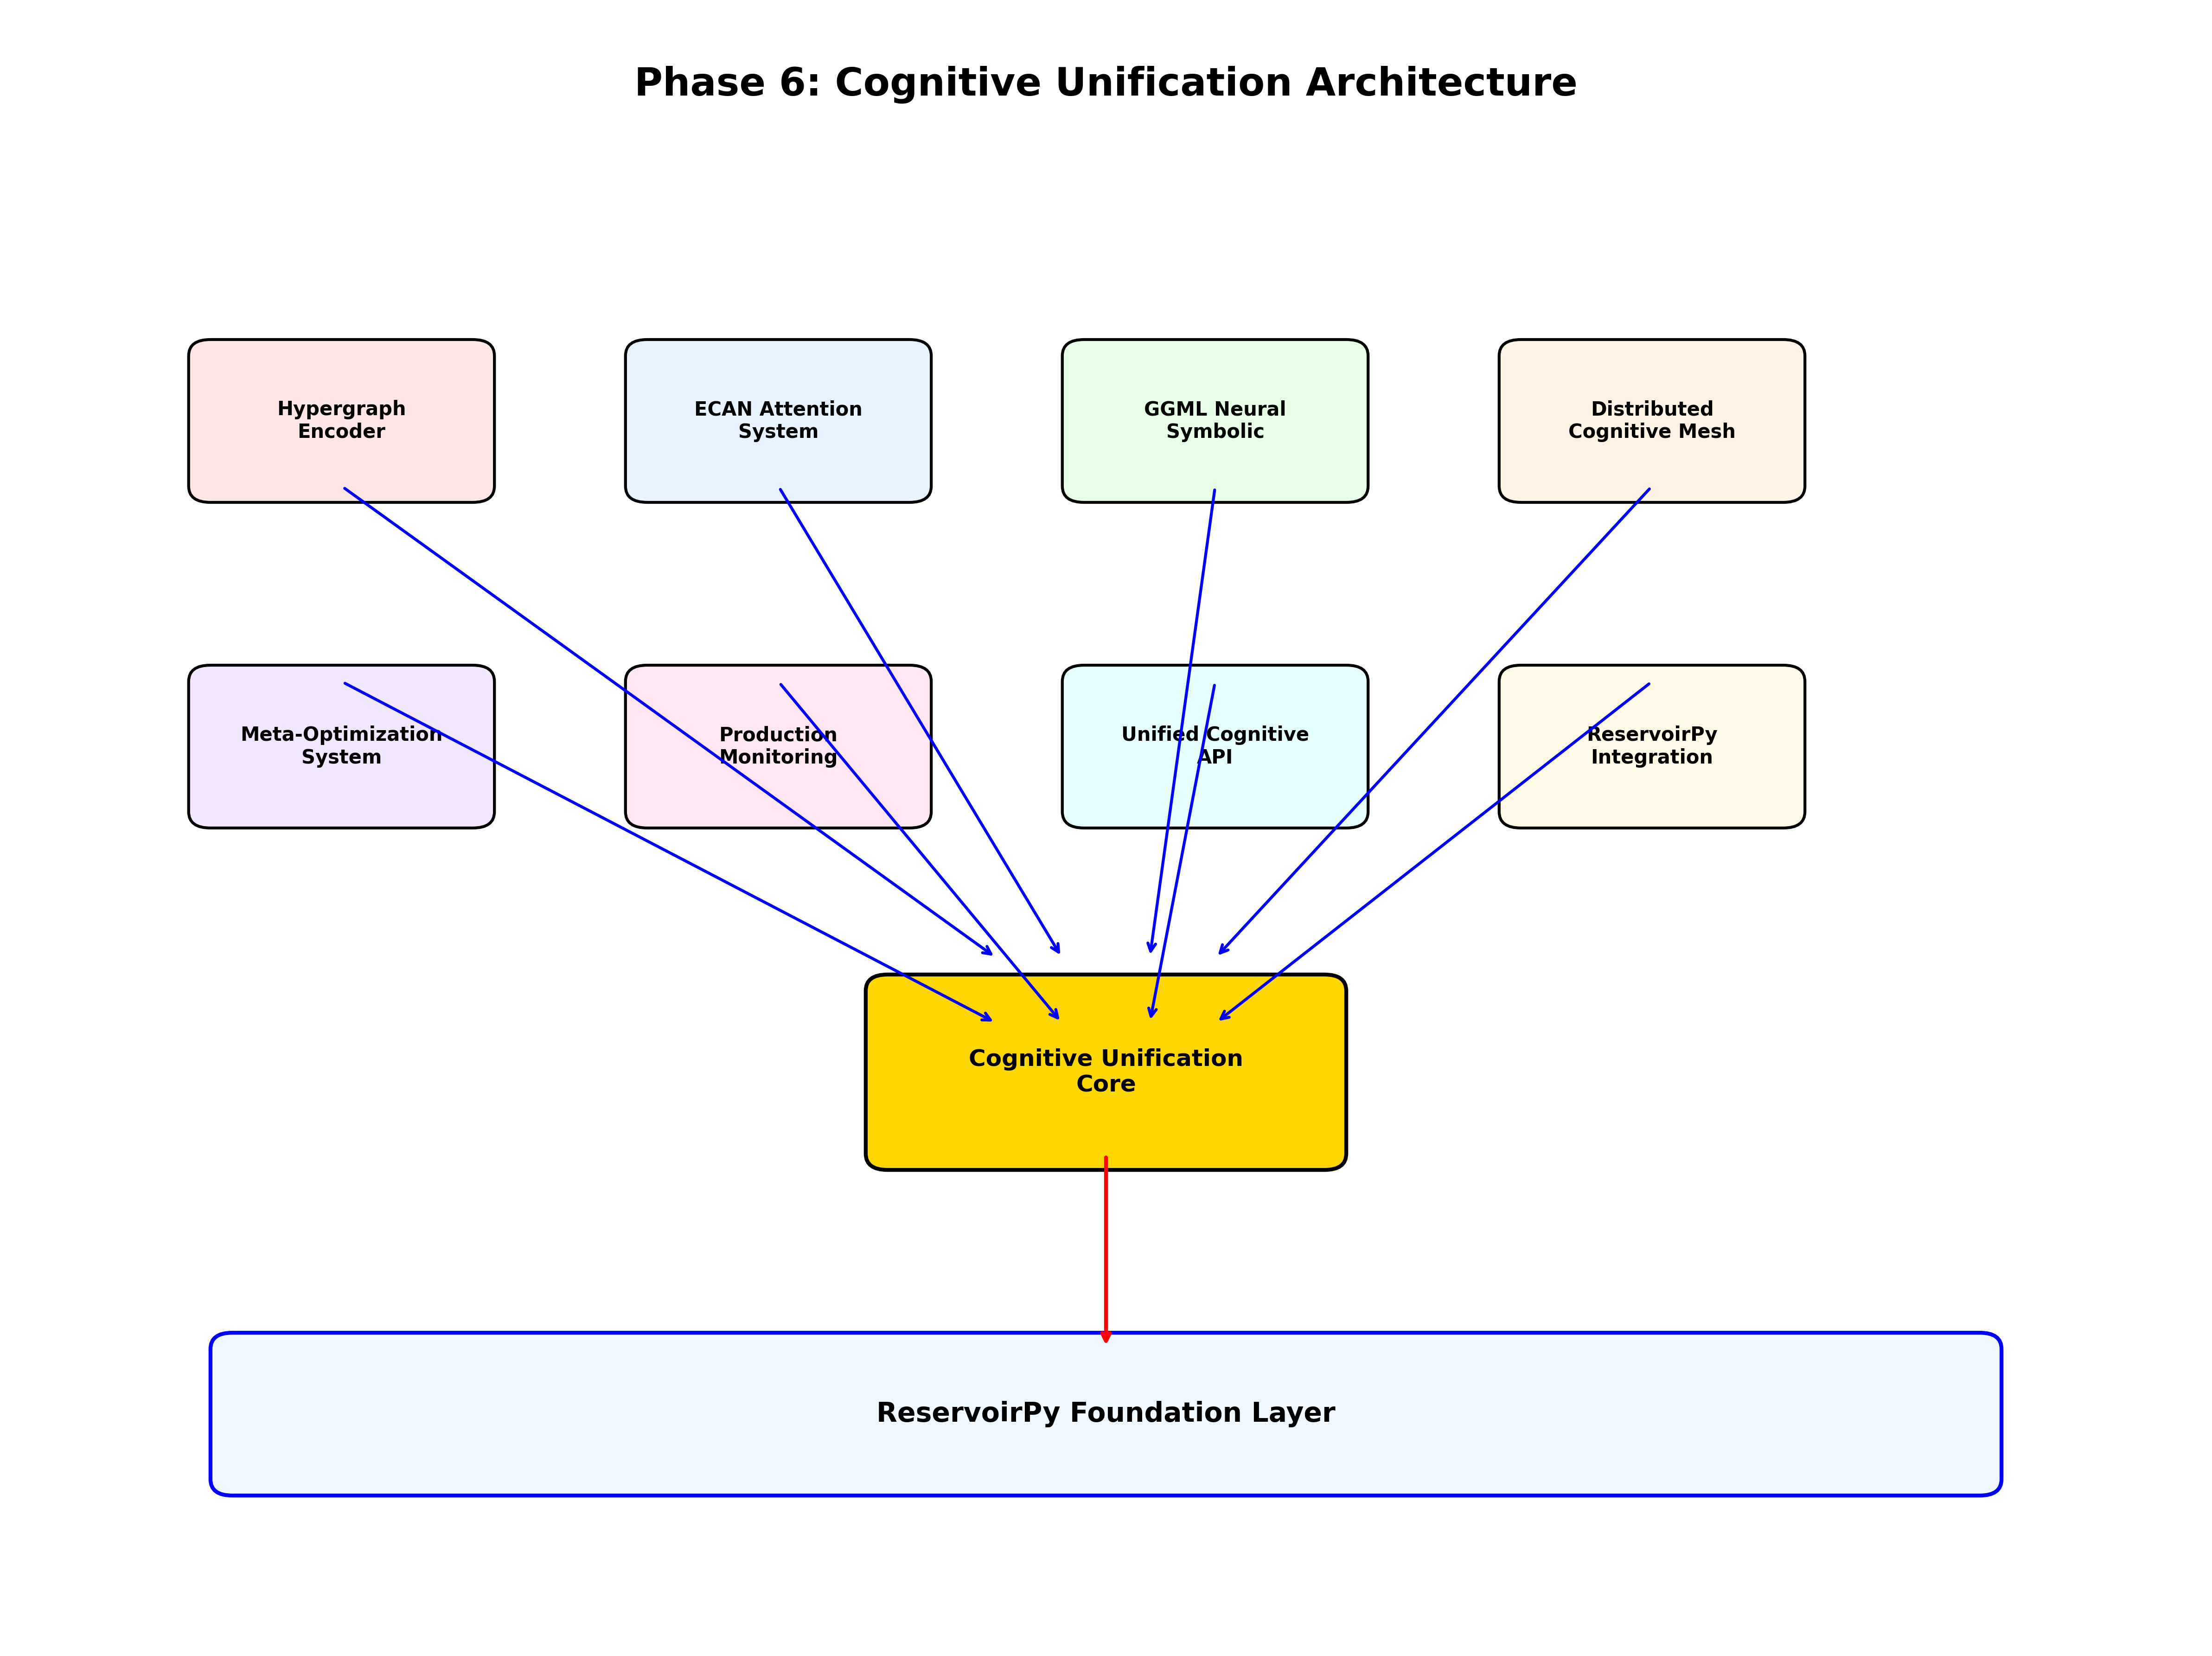 Phase 6: Cognitive Unification Architecture
Hypergraph
Encoder
ECAN Attention
System
GGML Neural
Symbolic
Distributed
Cognitive Mesh
Meta-Optimization
System
Production
Monitoring
Unified Cognitive
API
ReservoirPy
Integration
Cognitive Unification
Core
ReservoirPy Foundation Layer